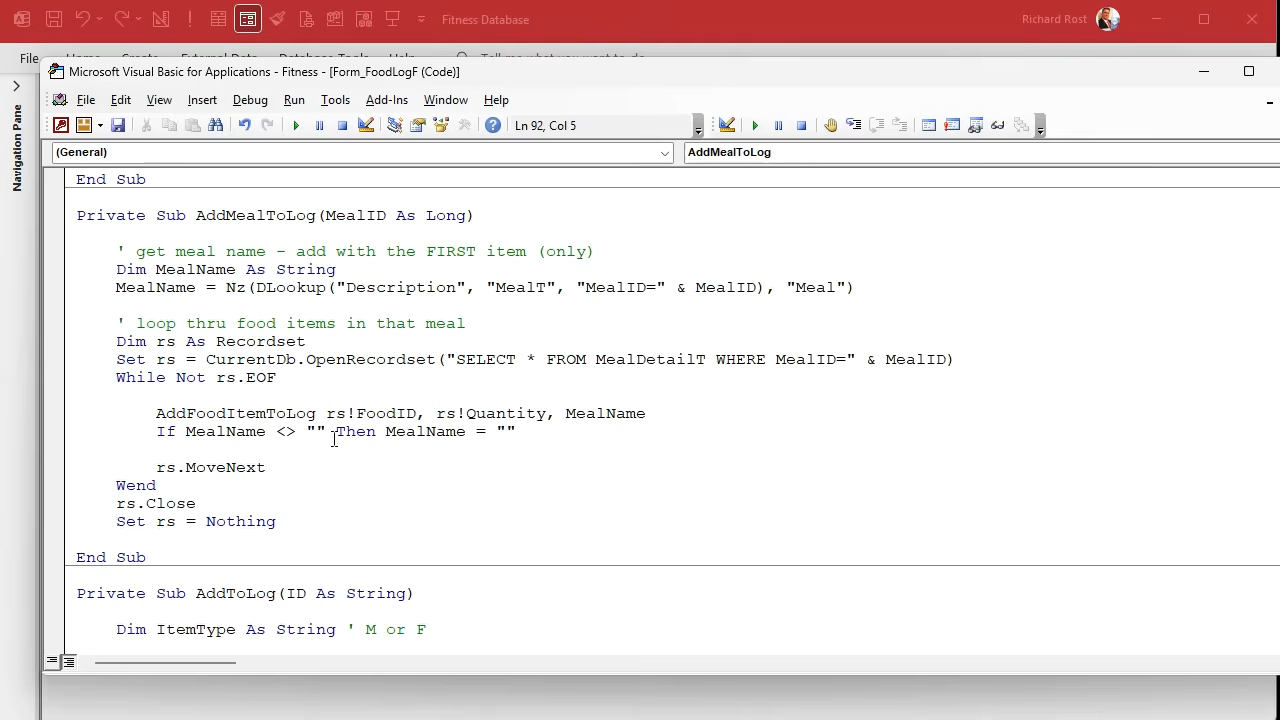 Fitness Database
Richard Rost
File
Navigation Pane
Microsoft Visual Basic for Applications - Fitness - [Form_FoodLogF (Code)]
File Edit View Insert Debug Run Tools Add-Ins Window Help
Ln 92, Col 5
(General)
AddMealToLog
End Sub
Private Sub AddMealToLog(MealID As Long)
' get meal name - add with the FIRST item (only)
Dim MealName As String
MealName = Nz(DLookup("Description", "MealT", "MealID=" & MealID), "Meal")
' loop thru food items in that meal
Dim rs As Recordset
Set rs = CurrentDb.OpenRecordset("SELECT * FROM MealDetailT WHERE MealID=" & MealID)
While Not rs.EOF
AddFoodItemToLog rs!FoodID, rs!Quantity, MealName
If MealName <> "" Then MealName = ""
rs.MoveNext
Wend
rs.Close
Set rs = Nothing
End Sub
Private Sub AddToLog(ID As String)
Dim ItemType As String ' M or F